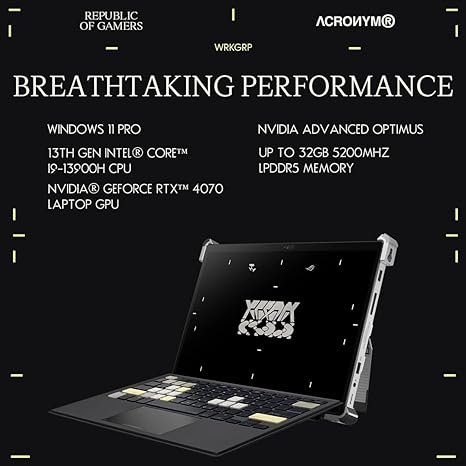 REPUBLIC
OF GAMERS
ACRONYM®
WRKGRP
BREATHTAKING PERFORMANCE
WINDOWS 11 PRO
13TH GEN INTEL® CORE™
I9-13900H CPU
NVIDIA® GEFORCE RTX™ 4070
LAPTOP GPU
NVIDIA ADVANCED OPTIMUS
UP TO 32GB 5200MHZ
LPDDR5 MEMORY